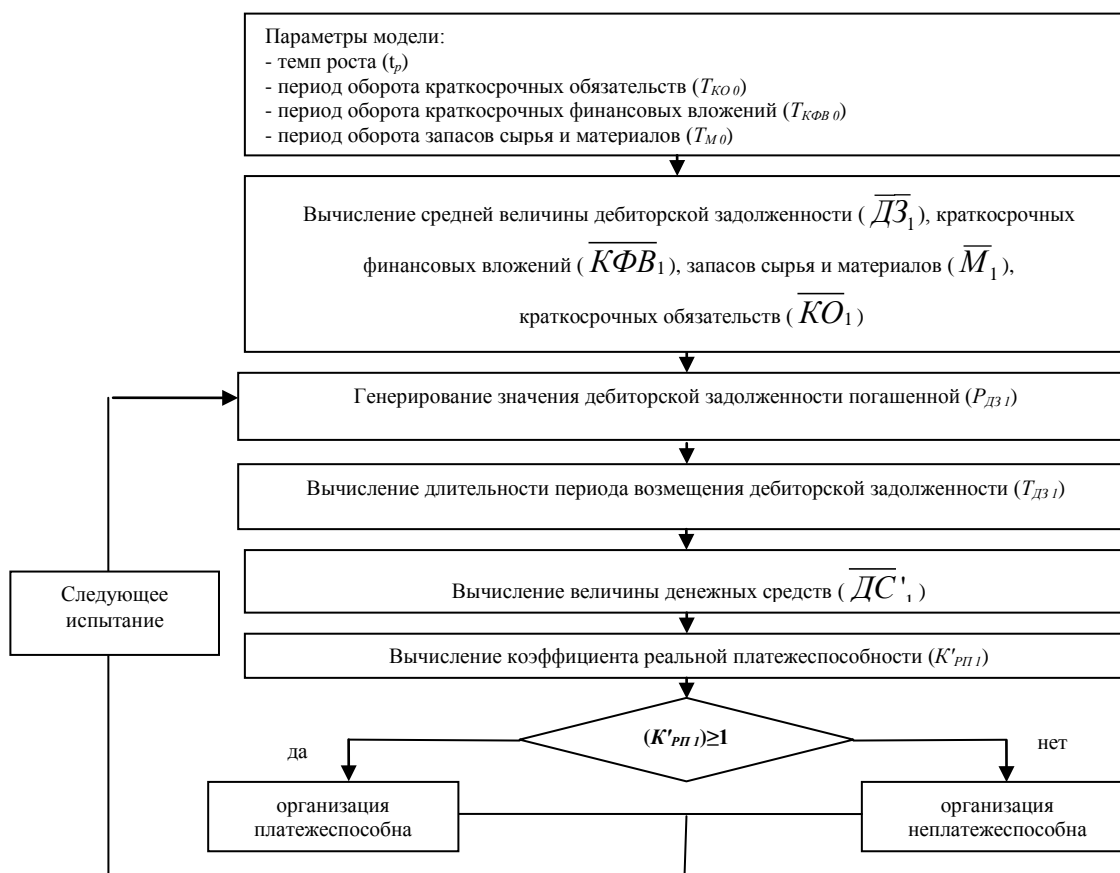 Параметры модели:
- темп роста (tр)
- период оборота краткосрочных обязательств (TКО 0)
- период оборота краткосрочных финансовых вложений (TКФВ 0)
- период оборота запасов сырья и материалов (TМ 0)
Вычисление средней величины дебиторской задолженности ( ДЗ1 ), краткосрочных
финансовых вложений ( КФВ1 ), запасов сырья и материалов ( М1 ),
краткосрочных обязательств ( КО1 )
Генерирование значения дебиторской задолженности погашенной (PДЗ 1)
Вычисление длительности периода возмещения дебиторской задолженности (TДЗ 1)
Вычисление величины денежных средств ( ДС'1 )
Вычисление коэффициента реальной платежеспособности (K'РП 1)
Следующее
испытание
(K'РП 1)≥1
да
нет
организация
платежеспособна
организация
неплатежеспособна